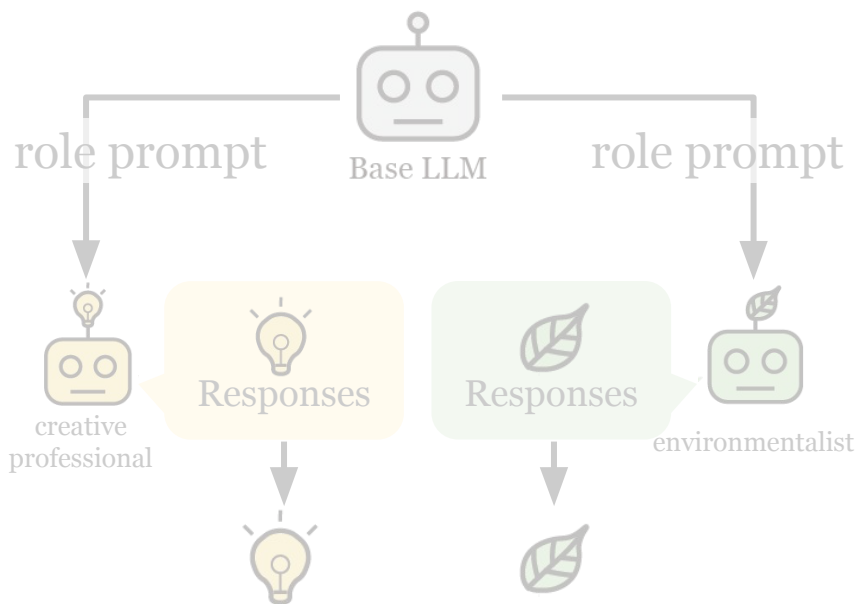 role prompt
Base LLM
role prompt
Responses
Responses
creative
professional
environmentalist